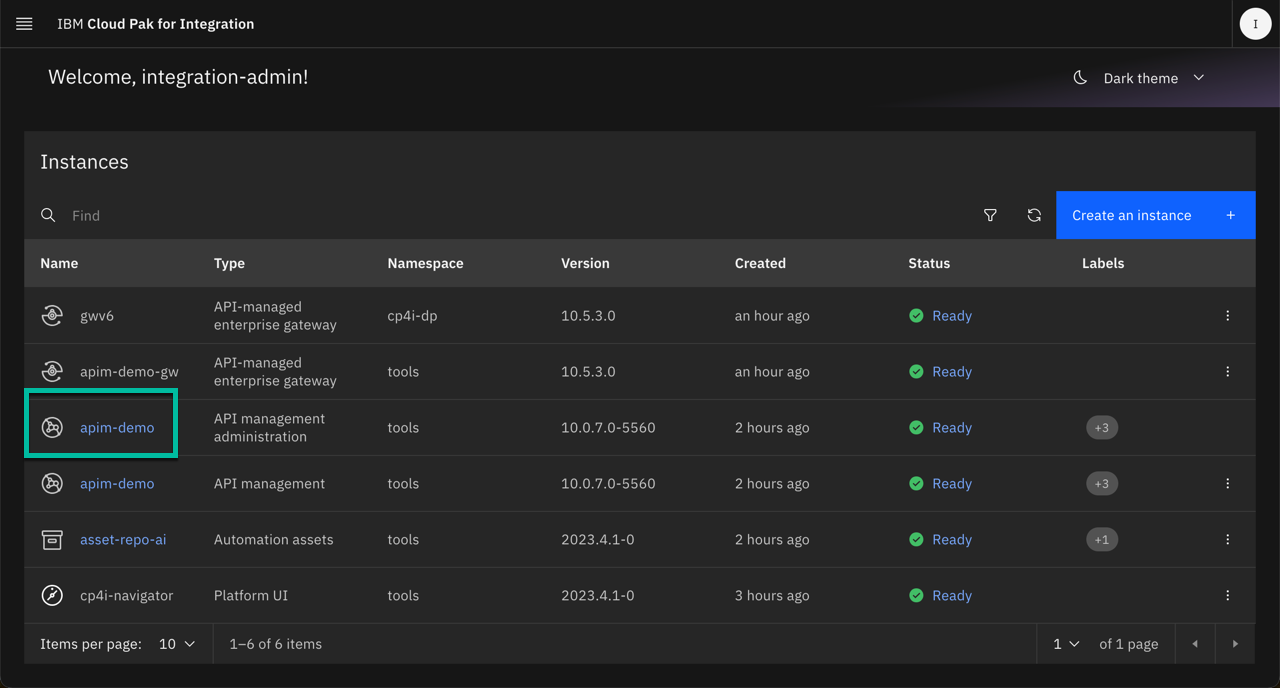 IBM Cloud Pak for Integration
I
Welcome, integration-admin!
Dark theme
Instances
Find
Create an instance +
Name Type Namespace Version Created Status Labels
gwv6 API-managed enterprise gateway cp4i-dp 10.5.3.0 an hour ago Ready
apim-demo-gw API-managed enterprise gateway tools 10.5.3.0 an hour ago Ready
apim-demo API management administration tools 10.0.7.0-5560 2 hours ago Ready +3
apim-demo API management tools 10.0.7.0-5560 2 hours ago Ready +3
asset-repo-ai Automation assets tools 2023.4.1-0 2 hours ago Ready +1
cp4i-navigator Platform UI tools 2023.4.1-0 3 hours ago Ready
Items per page: 10 1–6 of 6 items 1 of 1 page